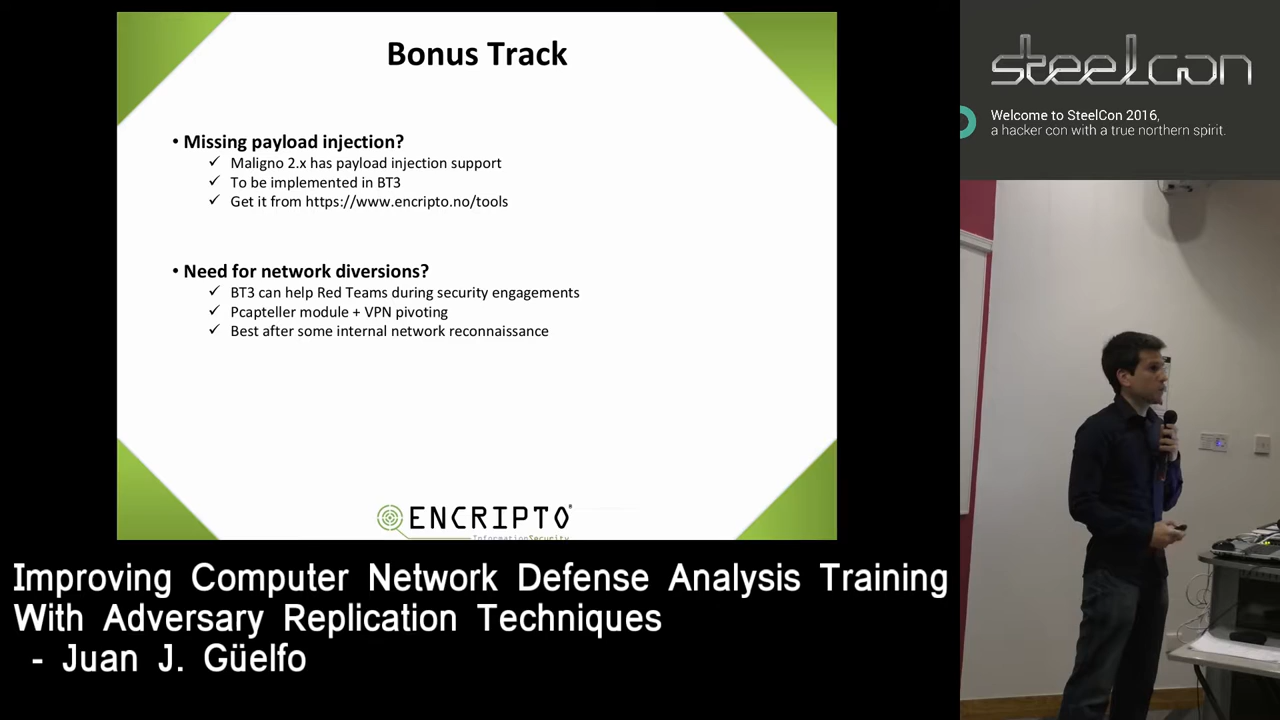 Bonus Track
• Missing payload injection?
✓ Maligno 2.x has payload injection support
✓ To be implemented in BT3
✓ Get it from https://www.encripto.no/tools
• Need for network diversions?
✓ BT3 can help Red Teams during security engagements
✓ Pcapteller module + VPN pivoting
✓ Best after some internal network reconnaissance
ENCRIPTO®
InformationSecurity
steelcon
Welcome to SteelCon 2016,
a hacker con with a true northern spirit.
Improving Computer Network Defense Analysis Training
With Adversary Replication Techniques
- Juan J. Güelfo